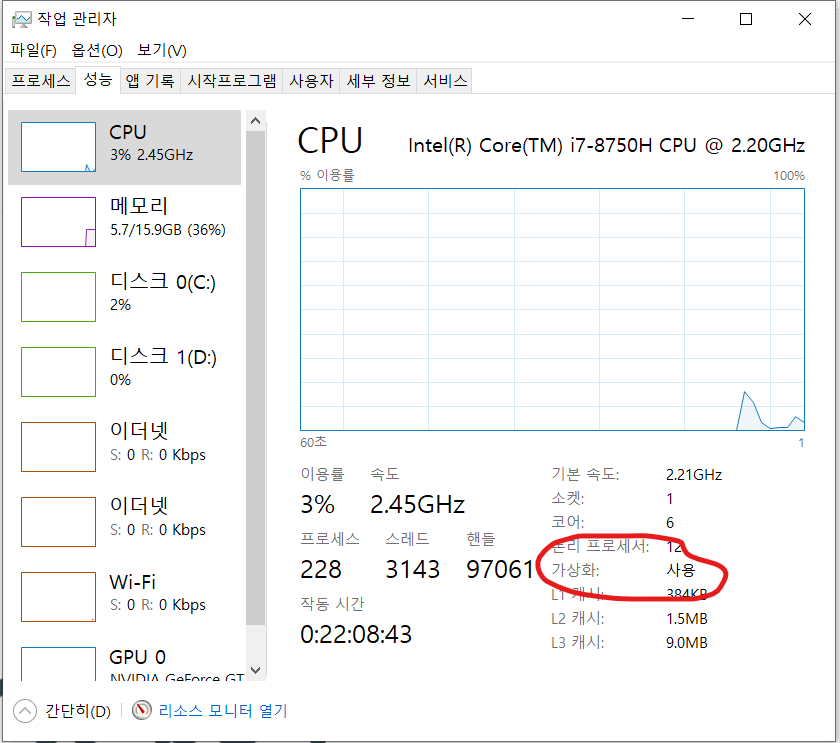 작업 관리자
파일(F) 옵션(O) 보기(V)
프로세스 성능 앱 기록 시작프로그램 사용자 세부 정보 서비스
CPU
3% 2.45GHz
메모리
5.7/15.9GB (36%)
디스크 0(C:)
2%
디스크 1(D:)
0%
이더넷
S: 0 R: 0 Kbps
이더넷
S: 0 R: 0 Kbps
Wi-Fi
S: 0 R: 0 Kbps
GPU 0
NVIDIA GeForce GT
CPU Intel(R) Core(TM) i7-8750H CPU @ 2.20GHz
% 이용률 100%
60초 1
이용률 속도
3% 2.45GHz
프로세스 스레드 핸들
228 3143 97061
작동 시간
0:22:08:43
기본 속도: 2.21GHz
소켓: 1
코어: 6
논리 프로세서: 12
가상화: 사용
L1 캐시: 384KB
L2 캐시: 1.5MB
L3 캐시: 9.0MB
간단히(D) 리소스 모니터 열기